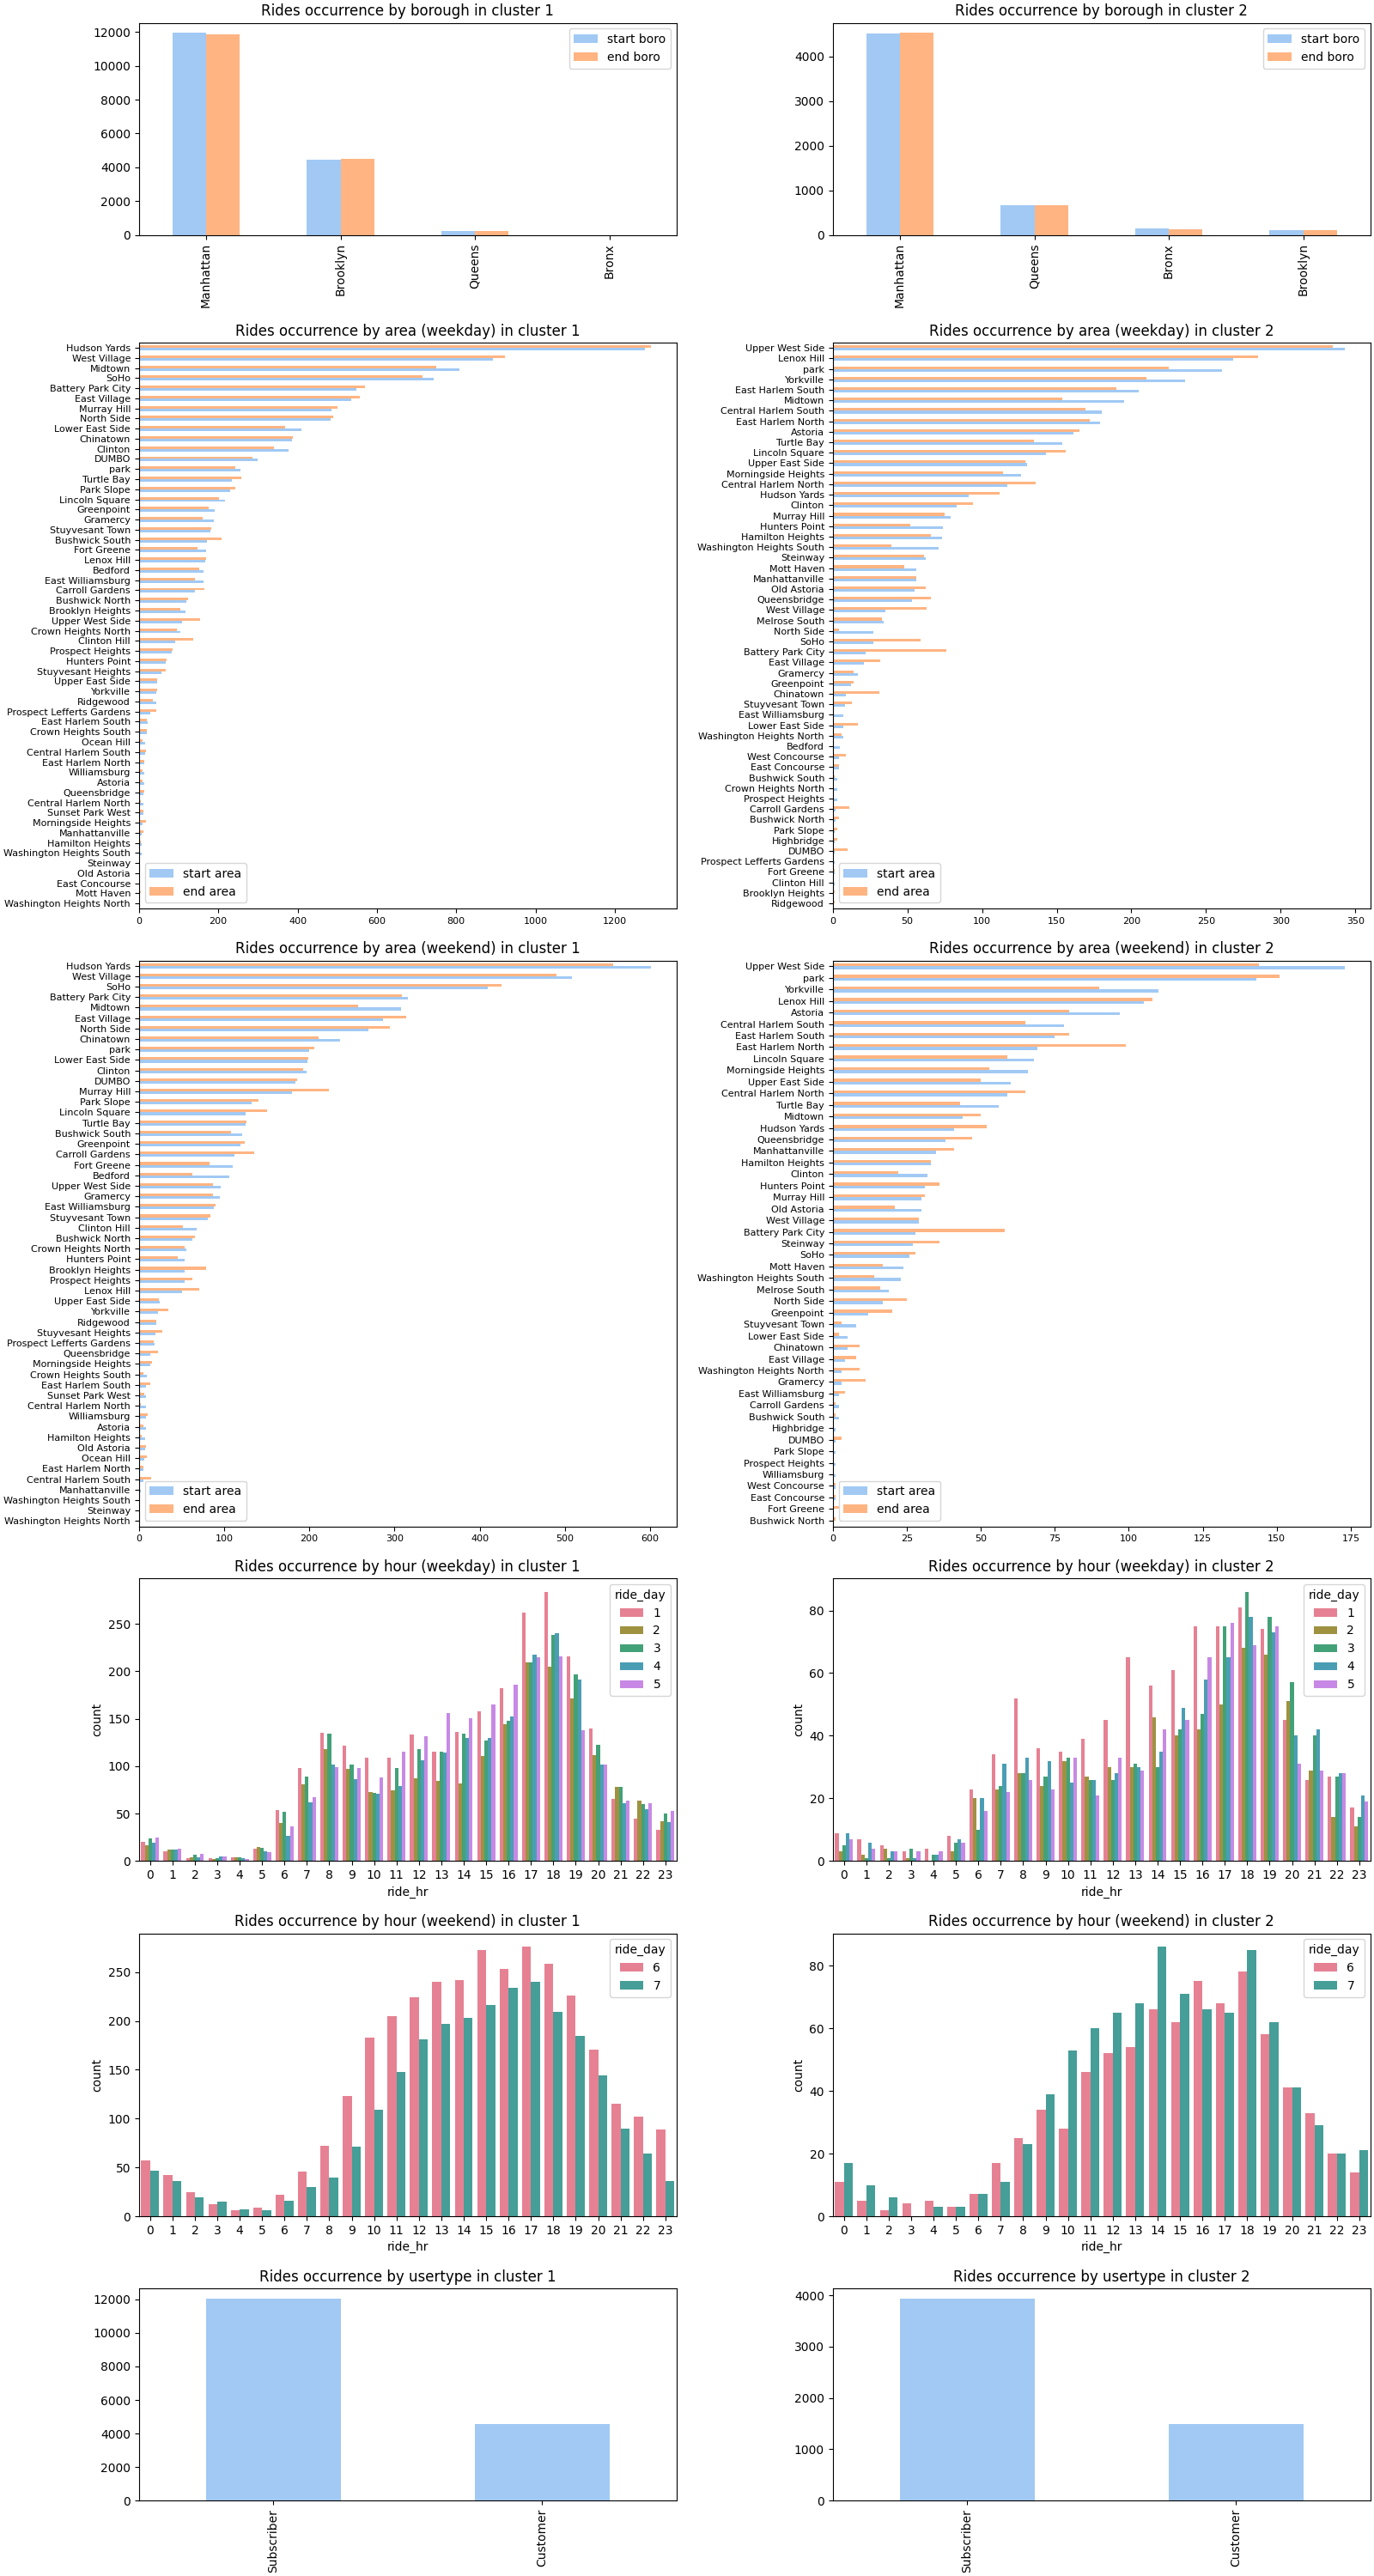 Rides occurrence by borough in cluster 1
12000
10000
8000
6000
4000
2000
0
start boro
end boro
Manhattan
Brooklyn
Queens
Bronx
Rides occurrence by borough in cluster 2
4000
3000
2000
1000
0
start boro
end boro
Manhattan
Queens
Bronx
Brooklyn
Rides occurrence by area (weekday) in cluster 1
Hudson Yards
West Village
Midtown
SoHo
Battery Park City
East Village
Murray Hill
North Side
Lower East Side
Chinatown
Clinton
DUMBO
park
Turtle Bay
Park Slope
Lincoln Square
Greenpoint
Gramercy
Stuyvesant Town
Bushwick South
Fort Greene
Lenox Hill
Bedford
East Williamsburg
Carroll Gardens
Bushwick North
Brooklyn Heights
Upper West Side
Crown Heights North
Clinton Hill
Prospect Heights
Hunters Point
Stuyvesant Heights
Upper East Side
Yorkville
Ridgewood
Prospect Lefferts Gardens
East Harlem South
Crown Heights South
Ocean Hill
Central Harlem South
East Harlem North
Williamsburg
Astoria
Queensbridge
Central Harlem North
Sunset Park West
Morningside Heights
Manhattanville
Hamilton Heights
Washington Heights South
Steinway
Old Astoria
East Concourse
Mott Haven
Washington Heights North
start area
end area
0 200 400 600 800 1000 1200
Rides occurrence by area (weekday) in cluster 2
Upper West Side
Lenox Hill
park
Yorkville
East Harlem South
Midtown
Central Harlem South
East Harlem North
Astoria
Turtle Bay
Lincoln Square
Upper East Side
Morningside Heights
Central Harlem North
Hudson Yards
Clinton
Murray Hill
Hunters Point
Hamilton Heights
Washington Heights South
Steinway
Mott Haven
Manhattanville
Old Astoria
Queensbridge
West Village
Melrose South
North Side
SoHo
Battery Park City
East Village
Gramercy
Greenpoint
Chinatown
Stuyvesant Town
East Williamsburg
Lower East Side
Washington Heights North
Bedford
West Concourse
East Concourse
Bushwick South
Crown Heights North
Prospect Heights
Carroll Gardens
Bushwick North
Park Slope
Highbridge
DUMBO
Prospect Lefferts Gardens
Fort Greene
Clinton Hill
Brooklyn Heights
Ridgewood
start area
end area
0 50 100 150 200 250 300 350
Rides occurrence by area (weekend) in cluster 1
Hudson Yards
West Village
SoHo
Battery Park City
Midtown
East Village
North Side
Chinatown
park
Lower East Side
Clinton
DUMBO
Murray Hill
Park Slope
Lincoln Square
Turtle Bay
Bushwick South
Greenpoint
Carroll Gardens
Fort Greene
Bedford
Upper West Side
Gramercy
East Williamsburg
Stuyvesant Town
Clinton Hill
Bushwick North
Crown Heights North
Hunters Point
Brooklyn Heights
Prospect Heights
Lenox Hill
Upper East Side
Yorkville
Ridgewood
Stuyvesant Heights
Prospect Lefferts Gardens
Queensbridge
Morningside Heights
Crown Heights South
East Harlem South
Sunset Park West
Central Harlem North
Williamsburg
Astoria
Hamilton Heights
Old Astoria
Ocean Hill
East Harlem North
Central Harlem South
Manhattanville
Washington Heights South
Steinway
Washington Heights North
start area
end area
0 100 200 300 400 500 600
Rides occurrence by area (weekend) in cluster 2
Upper West Side
park
Yorkville
Lenox Hill
Astoria
Central Harlem South
East Harlem South
East Harlem North
Lincoln Square
Morningside Heights
Upper East Side
Central Harlem North
Turtle Bay
Midtown
Hudson Yards
Queensbridge
Manhattanville
Hamilton Heights
Clinton
Hunters Point
Murray Hill
Old Astoria
West Village
Battery Park City
Steinway
SoHo
Mott Haven
Washington Heights South
Melrose South
North Side
Greenpoint
Stuyvesant Town
Lower East Side
Chinatown
East Village
Washington Heights North
Gramercy
East Williamsburg
Carroll Gardens
Bushwick South
Highbridge
DUMBO
Park Slope
Prospect Heights
Williamsburg
West Concourse
East Concourse
Fort Greene
Bushwick North
start area
end area
0 25 50 75 100 125 150 175
Rides occurrence by hour (weekday) in cluster 1
250
200
150
100
50
0
count
ride_day
1
2
3
4
5
0 1 2 3 4 5 6 7 8 9 10 11 12 13 14 15 16 17 18 19 20 21 22 23
ride_hr
Rides occurrence by hour (weekday) in cluster 2
80
60
40
20
0
count
ride_day
1
2
3
4
5
0 1 2 3 4 5 6 7 8 9 10 11 12 13 14 15 16 17 18 19 20 21 22 23
ride_hr
Rides occurrence by hour (weekend) in cluster 1
250
200
150
100
50
0
count
ride_day
6
7
0 1 2 3 4 5 6 7 8 9 10 11 12 13 14 15 16 17 18 19 20 21 22 23
ride_hr
Rides occurrence by hour (weekend) in cluster 2
80
60
40
20
0
count
ride_day
6
7
0 1 2 3 4 5 6 7 8 9 10 11 12 13 14 15 16 17 18 19 20 21 22 23
ride_hr
Rides occurrence by usertype in cluster 1
12000
10000
8000
6000
4000
2000
0
Subscriber
Customer
Rides occurrence by usertype in cluster 2
4000
3000
2000
1000
0
Subscriber
Customer